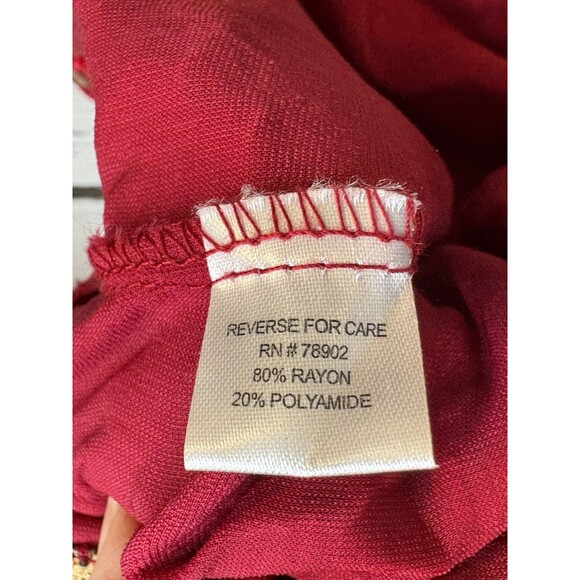 REVERSE FOR CARE
RN # 78902
80% RAYON
20% POLYAMIDE